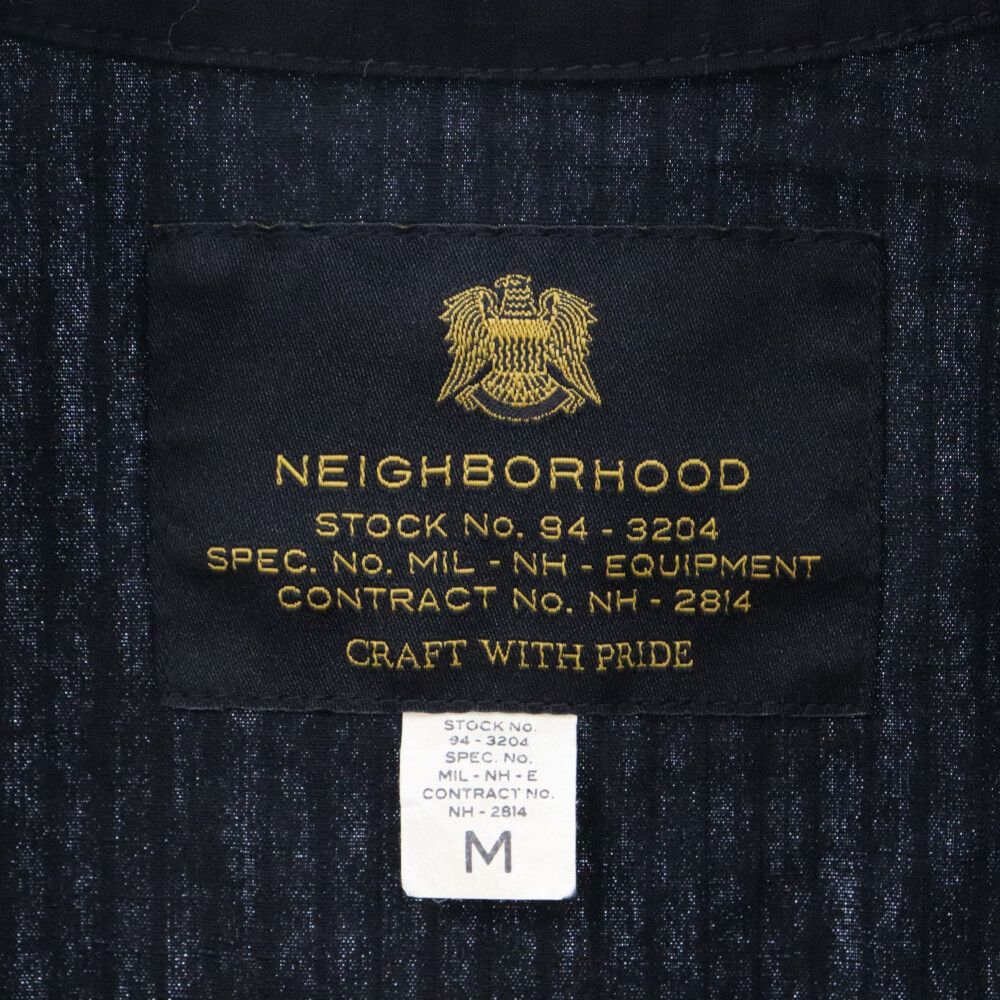 NEIGHBORHOOD
STOCK No. 94 - 3204
SPEC. No. MIL - NH - EQUIPMENT
CONTRACT No. NH - 2814
CRAFT WITH PRIDE
STOCK No.
94 - 3204
SPEC. No.
MIL - NH - E
CONTRACT No.
NH - 2814
M